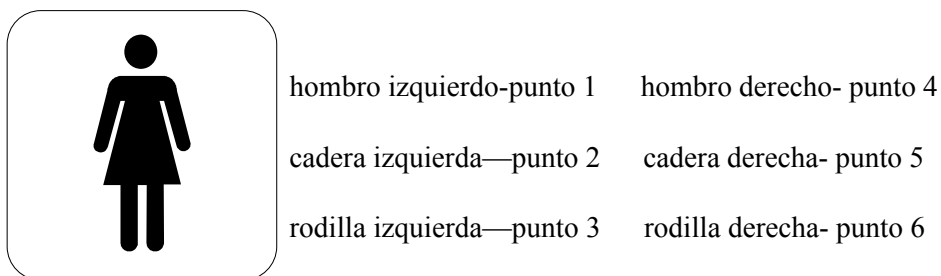 hombro izquierdo-punto 1 hombro derecho- punto 4
cadera izquierda—punto 2 cadera derecha- punto 5
rodilla izquierda—punto 3 rodilla derecha- punto 6